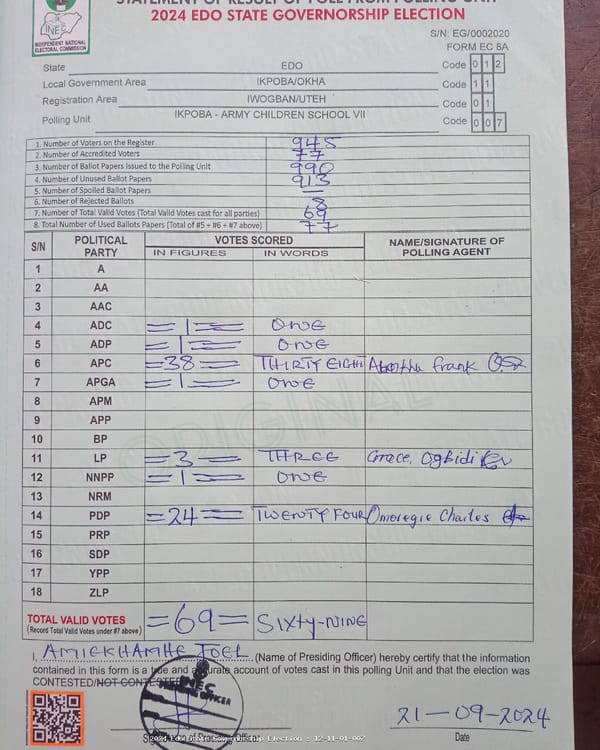 STATEMENT OF RESULT OF POLL FROM POLLING UNIT
2024 EDO STATE GOVERNORSHIP ELECTION
INEC
INDEPENDENT NATIONAL
ELECTORAL COMMISSION
S/N: EG/0002020
FORM EC 8A
State EDO Code 0 1 2
Local Government Area IKPOBA/OKHA Code 1 1
Registration Area IWOGBAN/UTEH Code 0 1
Polling Unit IKPOBA - ARMY CHILDREN SCHOOL VII Code 0 0 7
1. Number of Voters on the Register 945
2. Number of Accredited Voters 77
3. Number of Ballot Papers Issued to the Polling Unit 990
4. Number of Unused Ballot Papers 913
5. Number of Spoiled Ballot Papers —
6. Number of Rejected Ballots 8
7. Number of Total Valid Votes (Total Valid Votes cast for all parties) 69
8. Total Number of Used Ballots Papers (Total of #5 + #6 + #7 above) 77
S/N POLITICAL PARTY VOTES SCORED NAME/SIGNATURE OF POLLING AGENT
IN FIGURES IN WORDS
1 A
2 AA
3 AAC
4 ADC =1= ONE
5 ADP =1= ONE
6 APC =38= THIRTY EIGHT Frank
7 APGA =1= ONE
8 APM
9 APP
10 BP
11 LP =3= THREE Grace, Ogbidi
12 NNPP =1= ONE
13 NRM
14 PDP =24= TWENTY FOUR Omoregie Charles
15 PRP
16 SDP
17 YPP
18 ZLP
ORIGINAL
TOTAL VALID VOTES =69= SIXTY-NINE
(Record Total Valid Votes under #7 above)
I, AMIEKHAMHE JOEL (Name of Presiding Officer) hereby certify that the information
contained in this form is a true and accurate account of votes cast in this polling Unit and that the election was
CONTESTED/NOT CONTESTED
INEC
PRESIDING OFFICER
21-09-2024
2024 EDO State Governorship Election - 12-11-01-007
Date